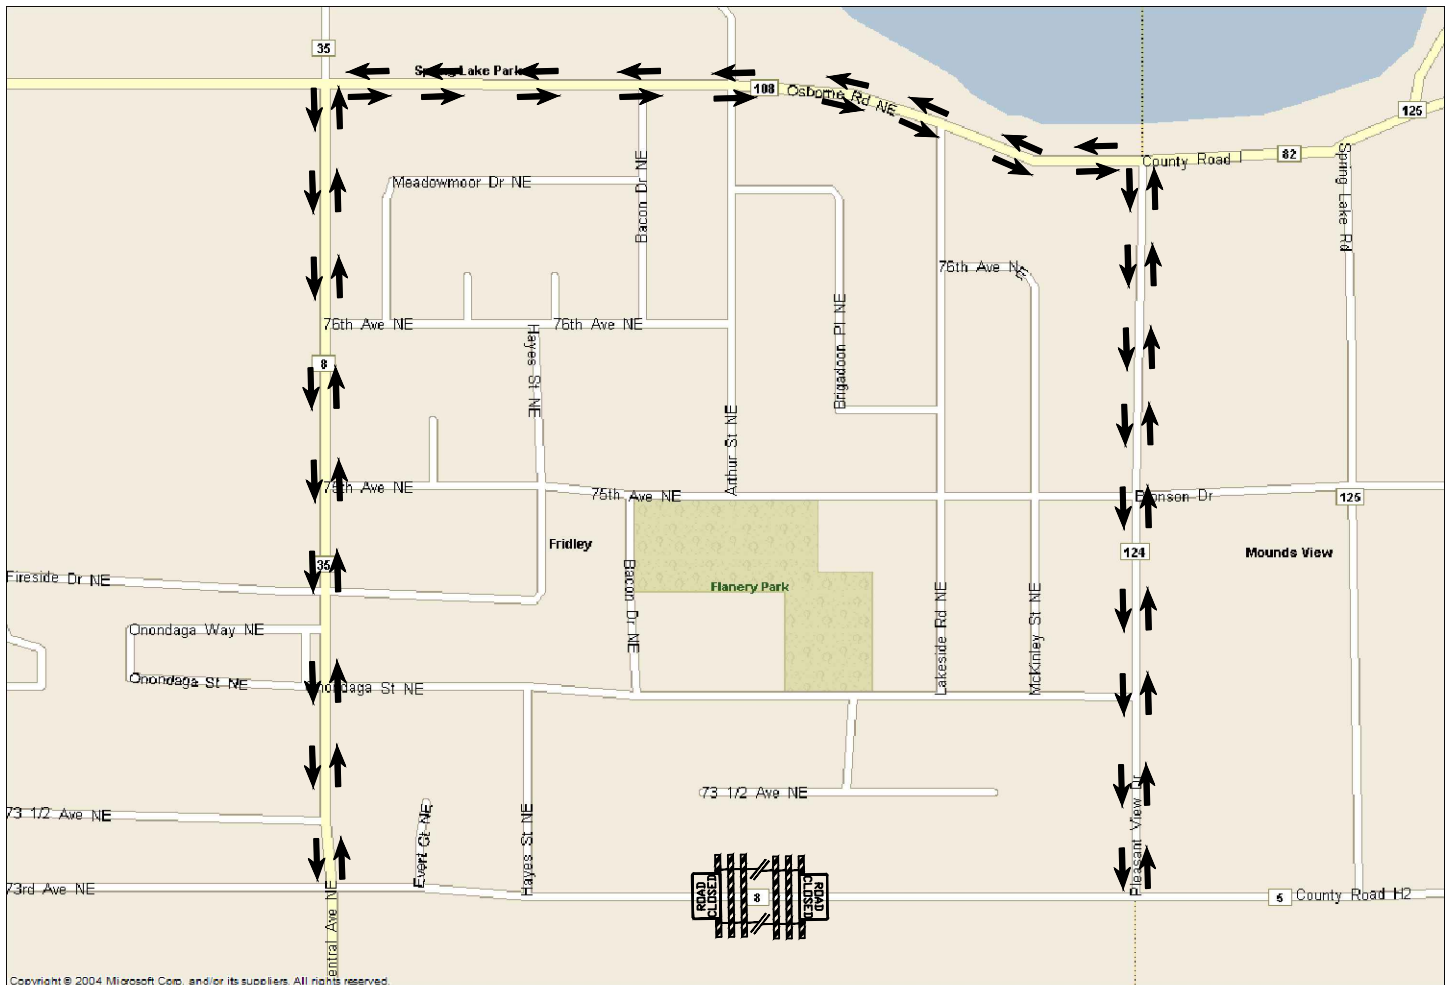 35
Spring Lake Park
108
Osborne Rd NE
125
County Road I
82
Spring Lake Rd
Meadowmoor Dr NE
Bacon Dr NE
76th Ave NE
76th Ave NE
76th Ave NE
Hayes St NE
Brigadoon Pl NE
8
Arthur St NE
75th Ave NE
75th Ave NE
Bronson Dr
125
Fridley
124
Mounds View
35
Fireside Dr NE
Bacon Dr NE
Flanery Park
Lakeside Rd NE
McKinley St NE
Onondaga Way NE
Onondaga St NE
Onondaga St NE
73 1/2 Ave NE
73 1/2 Ave NE
Evert Ct NE
Hayes St NE
Pleasant View Dr
73rd Ave NE
ROAD
CLOSED
8
ROAD
CLOSED
5
County Road H2
Central Ave NE
Copyright © 2004 Microsoft Corp. and/or its suppliers. All rights reserved.